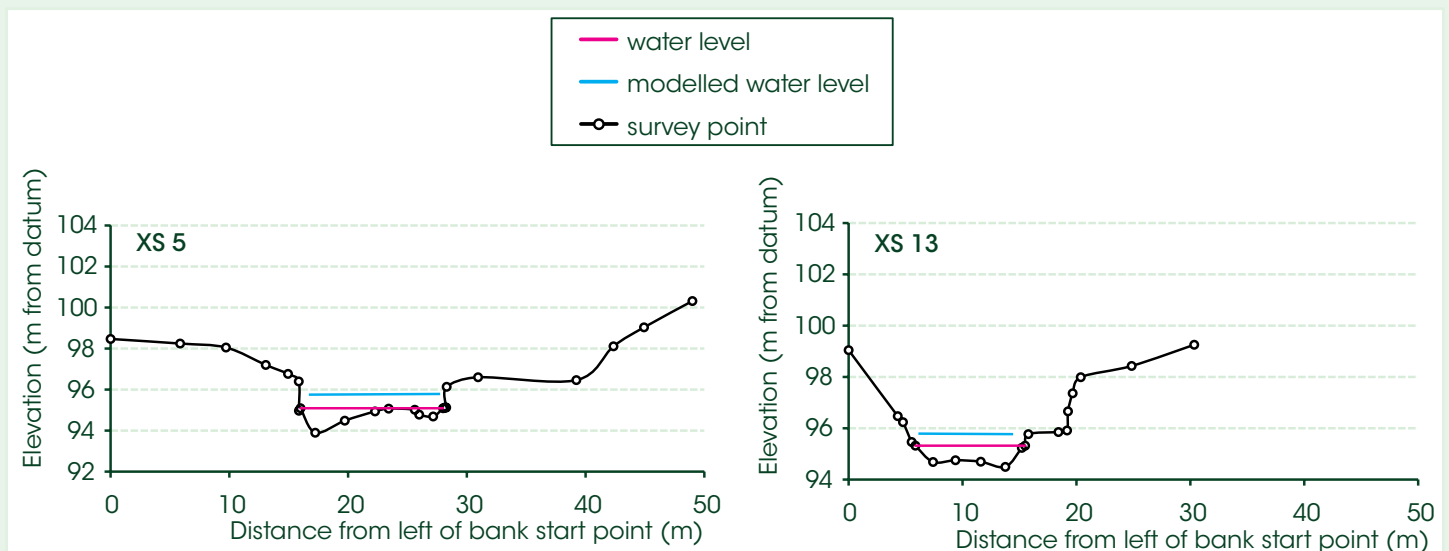 water level
modelled water level
survey point
Elevation (m from datum)
XS 5
104
102
100
98
96
94
92
0 10 20 30 40 50
Distance from left of bank start point (m)
Elevation (m from datum)
XS 13
104
102
100
98
96
94
0 10 20 30 40 50
Distance from left of bank start point (m)